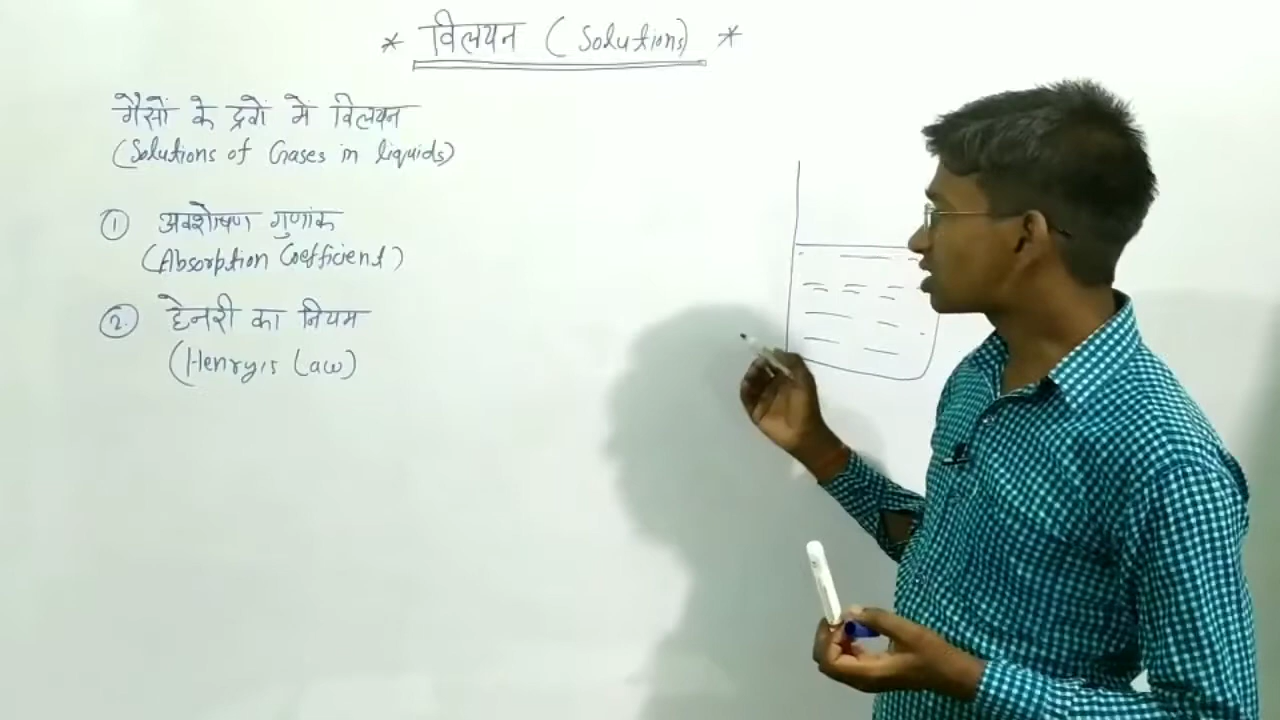 * विलयन ( Solutions) *
गैसों के द्रवों में विलयन
(Solutions of Gases in liquids)
① अवशोषण गुणांक
(Absorption Coefficient)
② हेनरी का नियम
(Henry's Law)